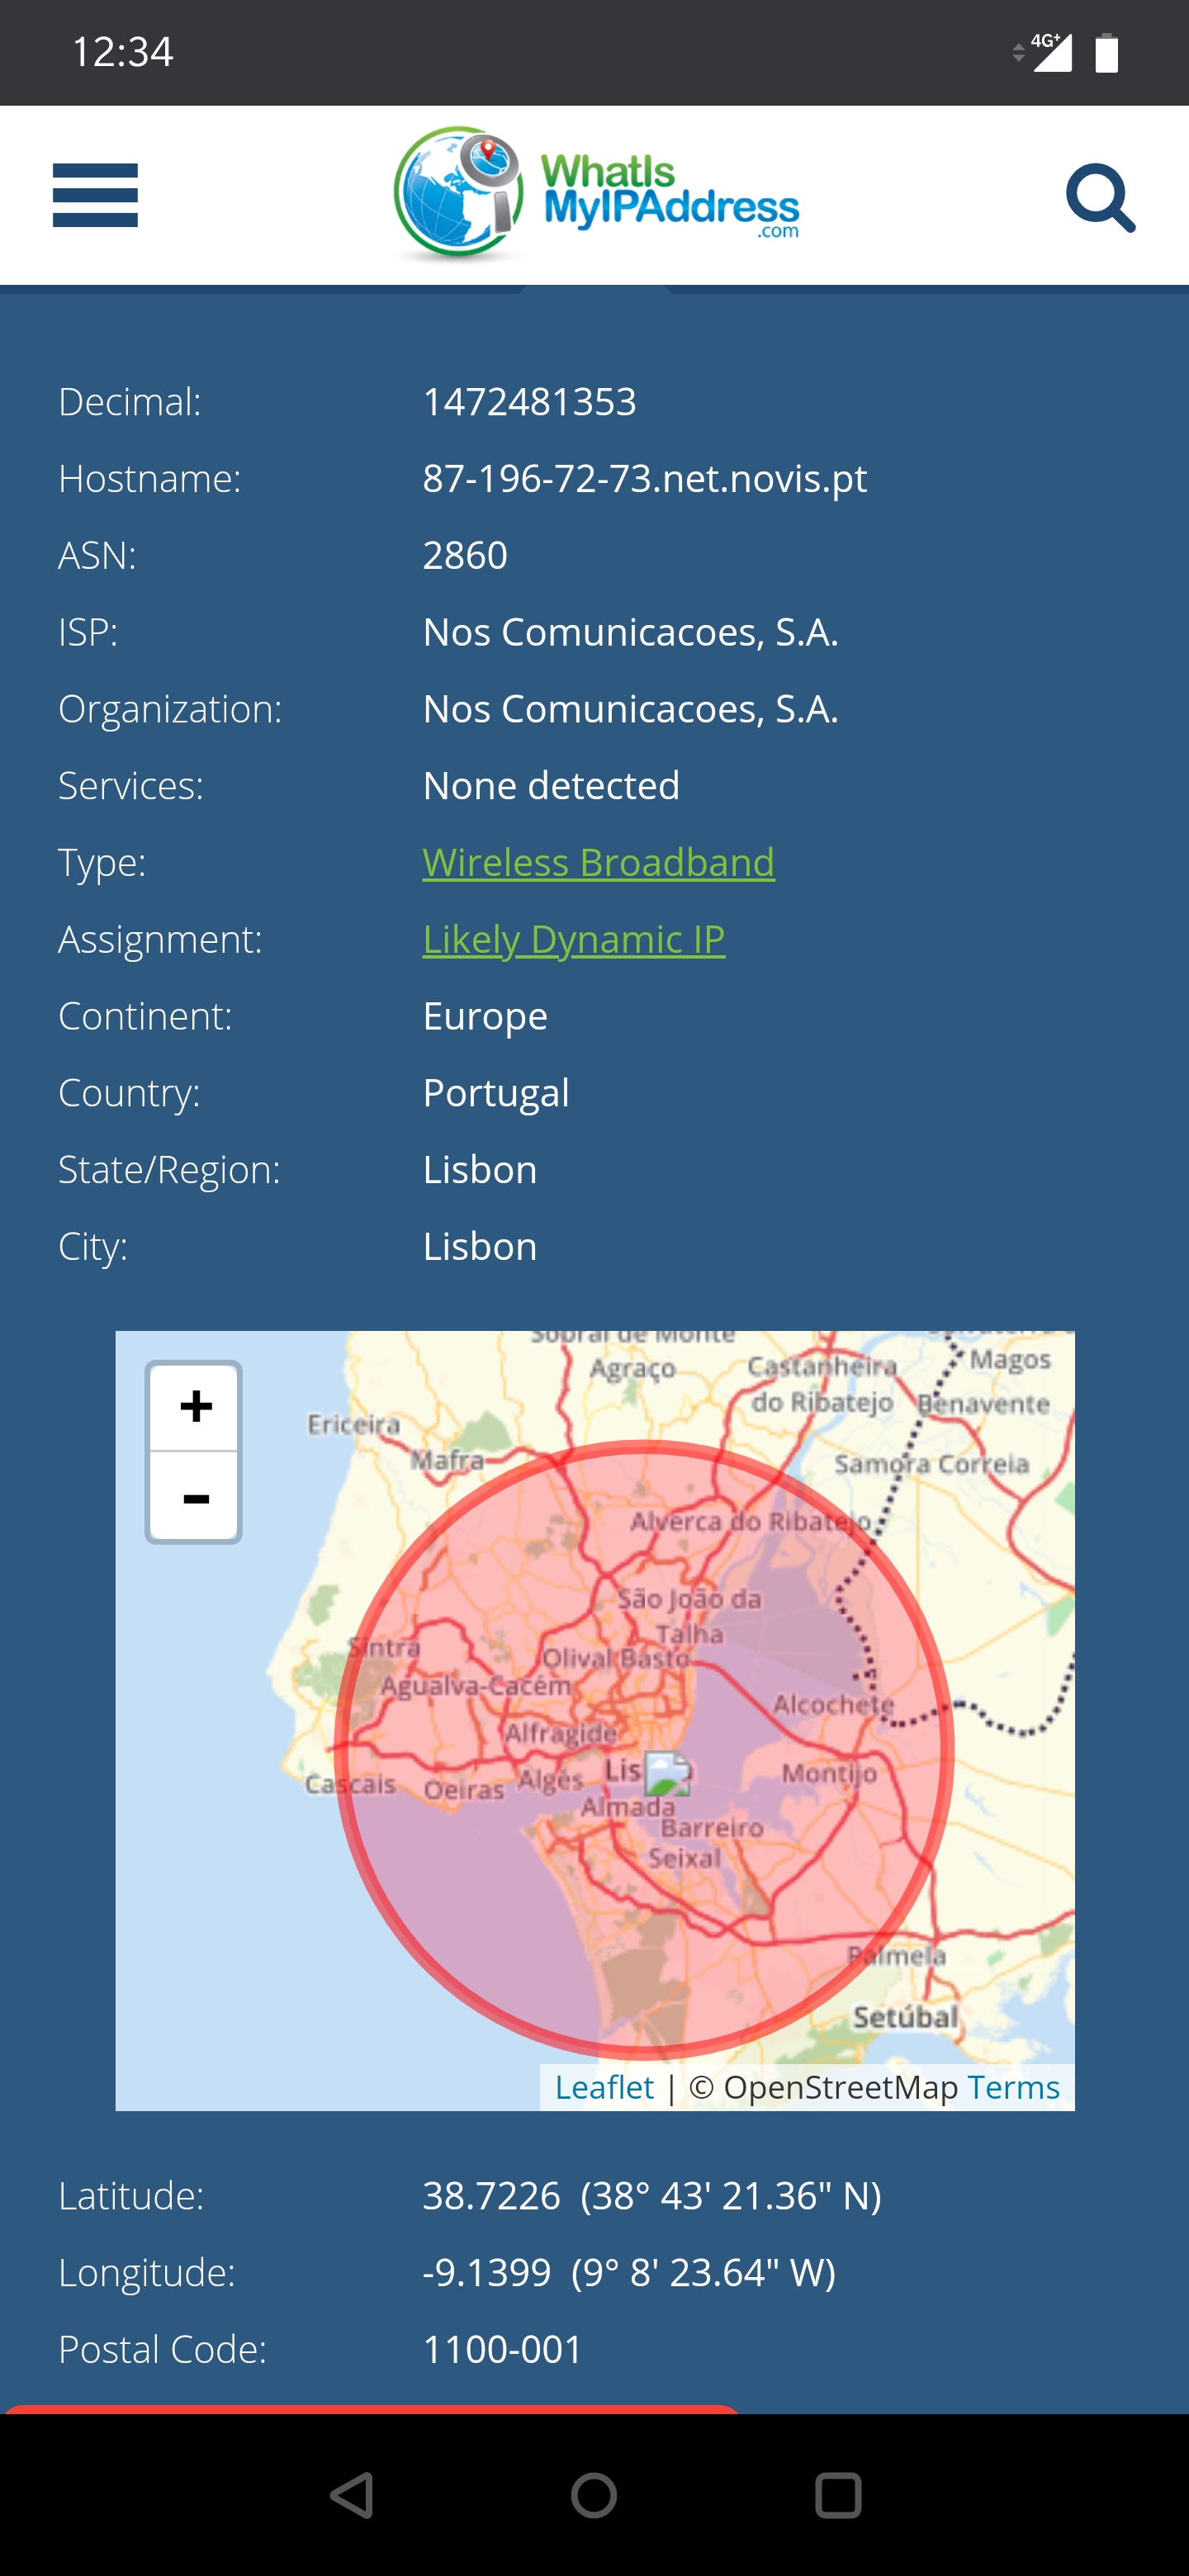 12:34
4G+
WhatIs
MyIPAddress
.com
Decimal: 1472481353
Hostname: 87-196-72-73.net.novis.pt
ASN: 2860
ISP: Nos Comunicacoes, S.A.
Organization: Nos Comunicacoes, S.A.
Services: None detected
Type: Wireless Broadband
Assignment: Likely Dynamic IP
Continent: Europe
Country: Portugal
State/Region: Lisbon
City: Lisbon
+
-
Sobral de Monte
Agraço
Castanheira
do Ribatejo
Magos
Benavente
Ericeira
Mafra
Samora Correia
Alverca do Ribatejo
São João da
Talha
Sintra
Olival Basto
Agualva-Cacém
Alcochete
Alfragide
Lis
Cascais
Oeiras
Algés
Montijo
Almada
Barreiro
Seixal
Palmela
Setúbal
Leaflet | © OpenStreetMap Terms
Latitude: 38.7226 (38° 43' 21.36" N)
Longitude: -9.1399 (9° 8' 23.64" W)
Postal Code: 1100-001